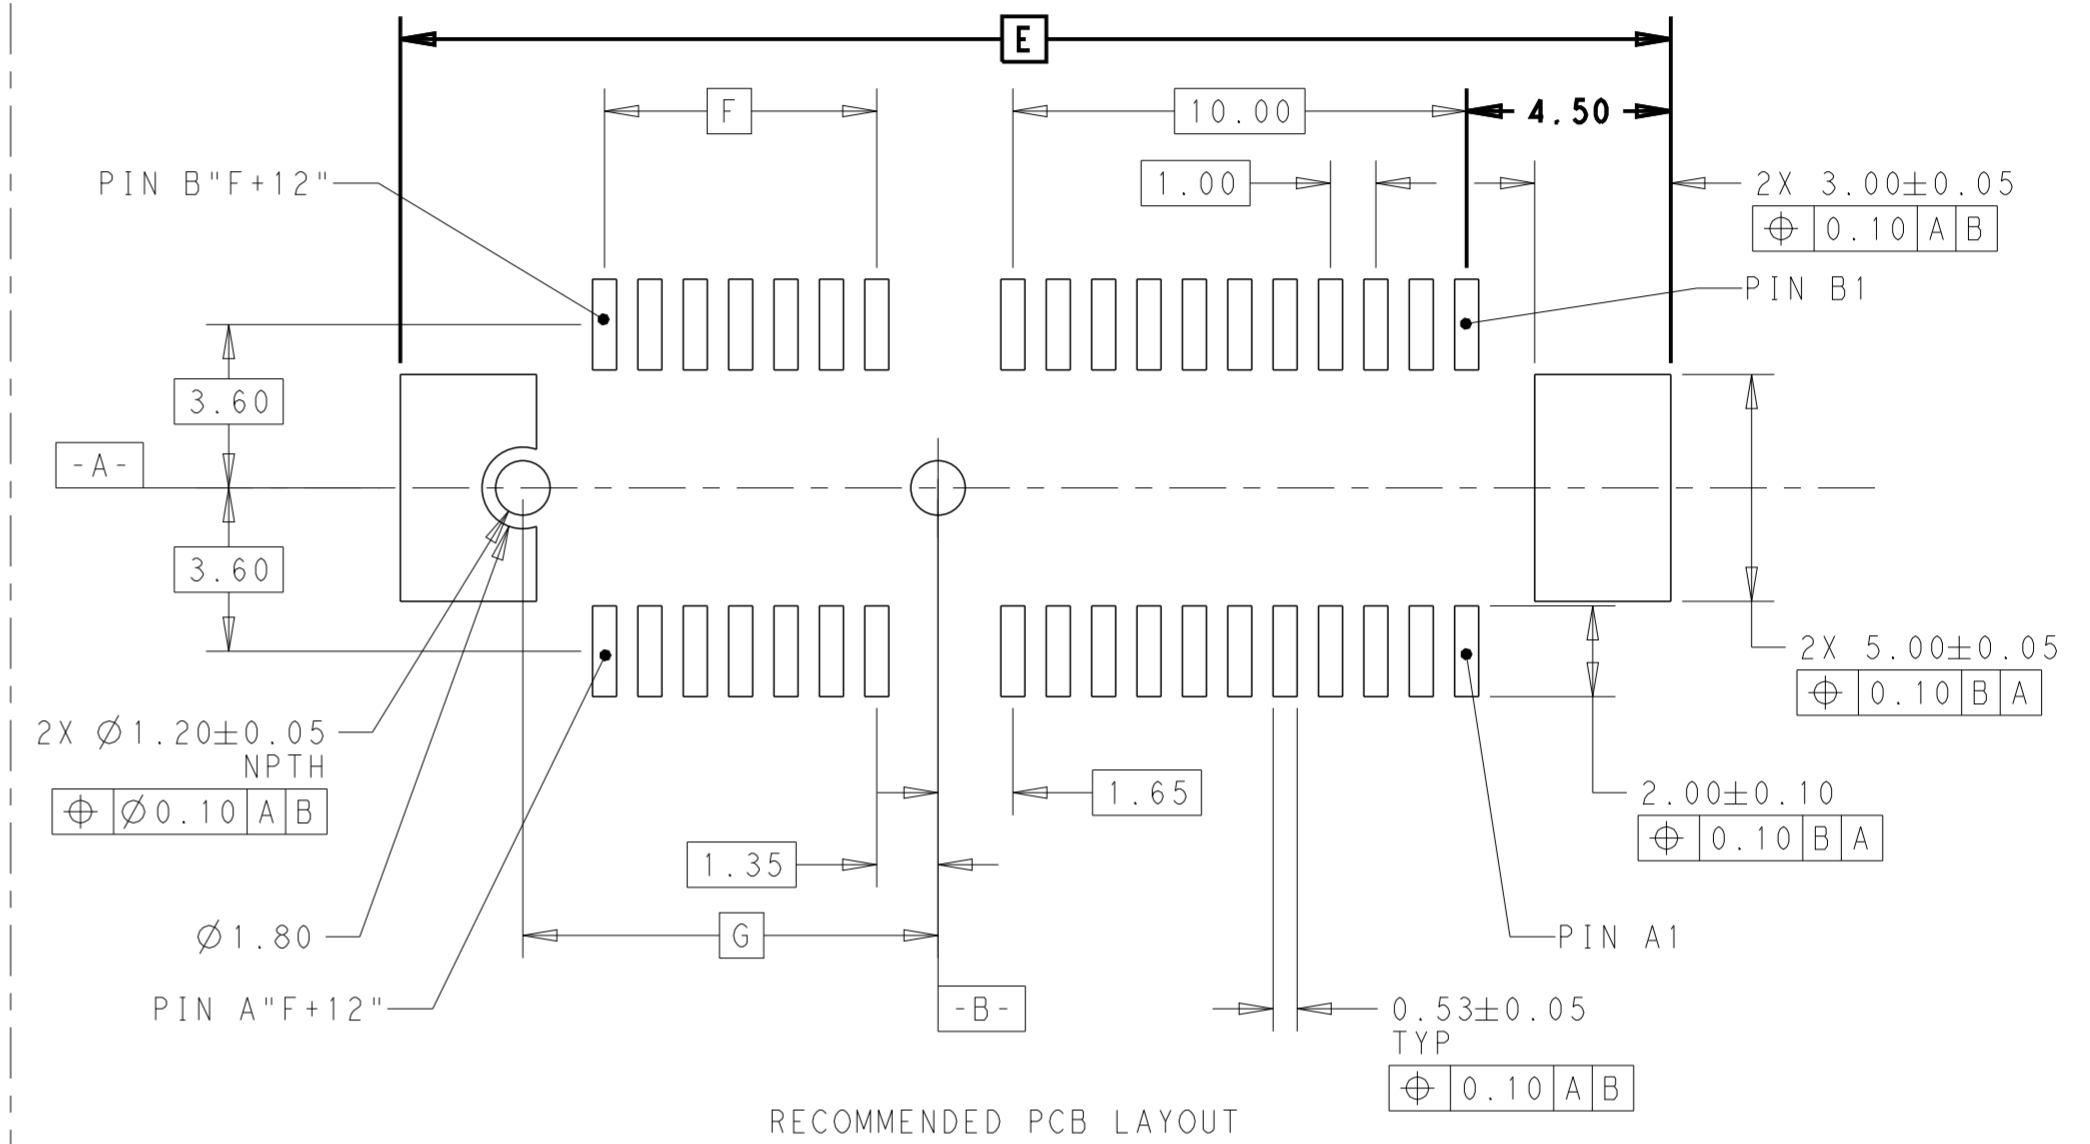 E
F
10.00
4.50
1.00
PIN B"F+12"
2X 3.00±0.05
⌖ 0.10 A B
PIN B1
3.60
-A-
3.60
2X 5.00±0.05
⌖ 0.10 B A
2X Ø1.20±0.05
NPTH
⌖ Ø0.10 A B
1.65
2.00±0.10
⌖ 0.10 B A
1.35
Ø1.80
G
PIN A1
PIN A"F+12"
-B-
0.53±0.05
TYP
⌖ 0.10 A B
RECOMMENDED PCB LAYOUT